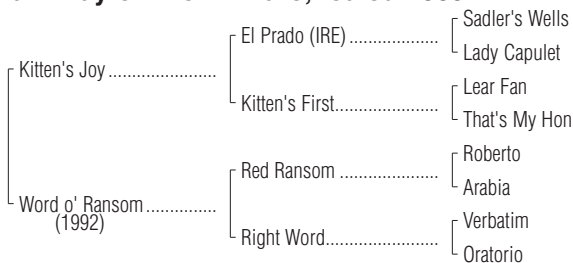 Sadler's Wells
El Prado (IRE) ....................
Lady Capulet
Kitten's Joy ........................
Lear Fan
Kitten's First.......................
That's My Hon
Roberto
Red Ransom ......................
Arabia
Word o' Ransom ...............
(1992)
Verbatim
Right Word.........................
Oratorio